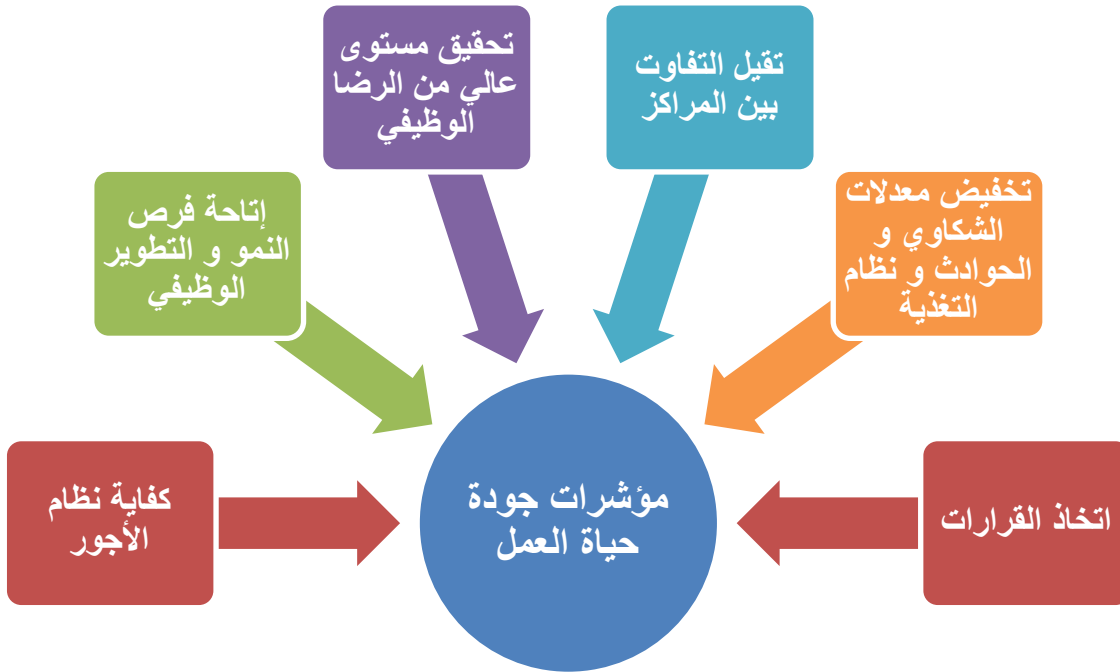 تحقيق مستوى
عالي من الرضا
الوظيفي
تقيل التفاوت
بين المراكز
إتاحة فرص
النمو و التطوير
الوظيفي
تخفيض معدلات
الشكاوي و
الحوادث و نظام
التغذية
كفاية نظام
الأجور
مؤشرات جودة
حياة العمل
اتخاذ القرارات